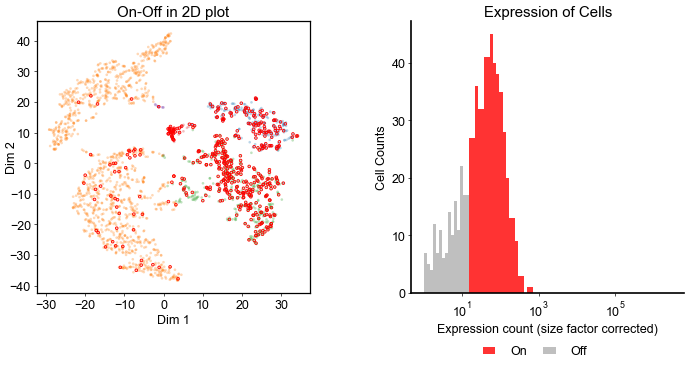 On-Off in 2D plot
Dim 2
40
30
20
10
0
−10
−20
−30
−40
−30 −20 −10 0 10 20 30
Dim 1
Expression of Cells
Cell Counts
40
30
20
10
0
10^1 10^3 10^5
Expression count (size factor corrected)
On Off